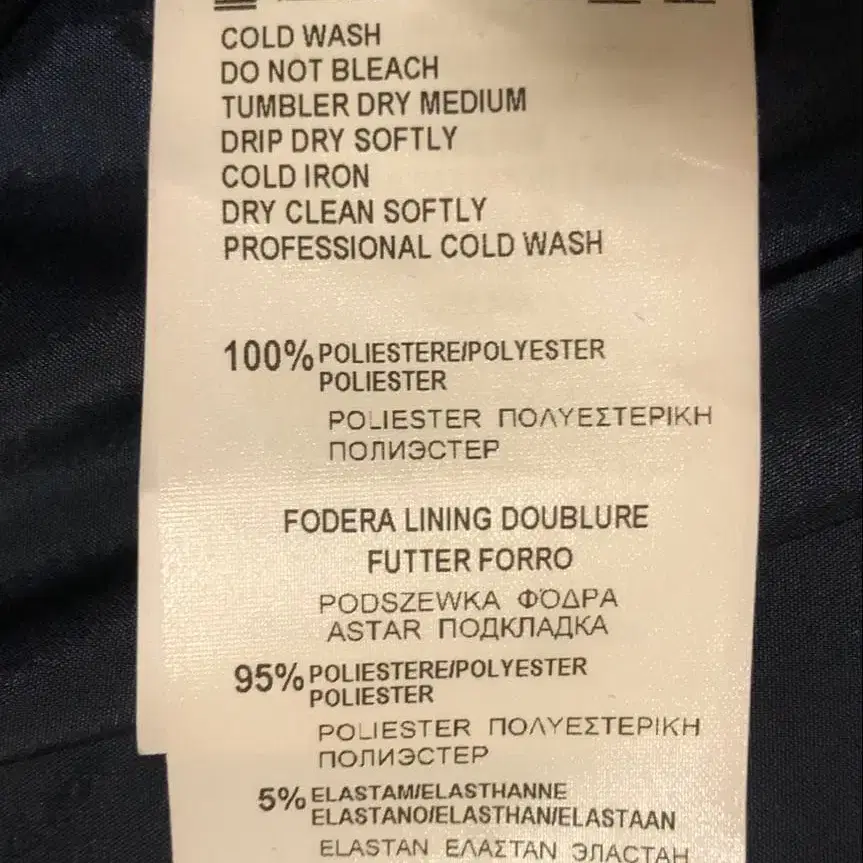 COLD WASH
DO NOT BLEACH
TUMBLER DRY MEDIUM
DRIP DRY SOFTLY
COLD IRON
DRY CLEAN SOFTLY
PROFESSIONAL COLD WASH
100% POLIESTERE/POLYESTER
POLIESTER
POLIESTER ΠΟΛΥΕΣΤΕΡΙΚΗ
ПОЛИЭСТЕР
FODERA LINING DOUBLURE
FUTTER FORRO
PODSZEWKA ΦΌΔΡΑ
ASTAR ПОДКЛАДКА
95% POLIESTERE/POLYESTER
POLIESTER
POLIESTER ΠΟΛΥΕΣΤΕΡΙΚΗ
ПОЛИЭСТЕР
5% ELASTAM/ELASTHANNE
ELASTANO/ELASTHAN/ELASTAAN
ELASTAN ΕΛΑΣΤΑΝ ЭЛАСТАН